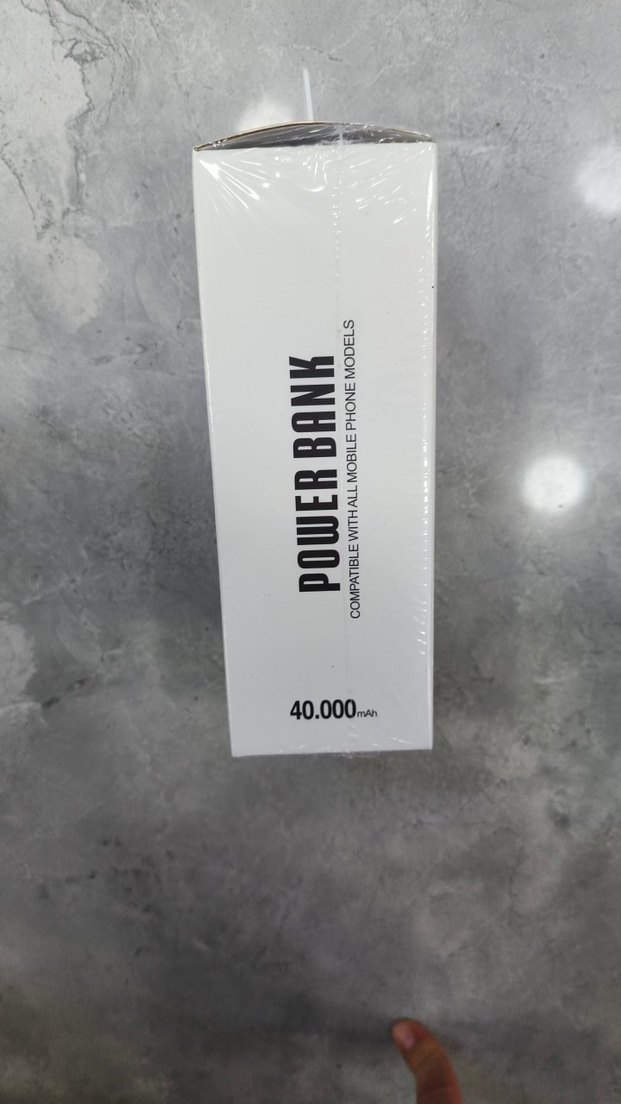 POWER BANK
COMPATIBLE WITH ALL MOBILE PHONE MODELS
40.000mAh